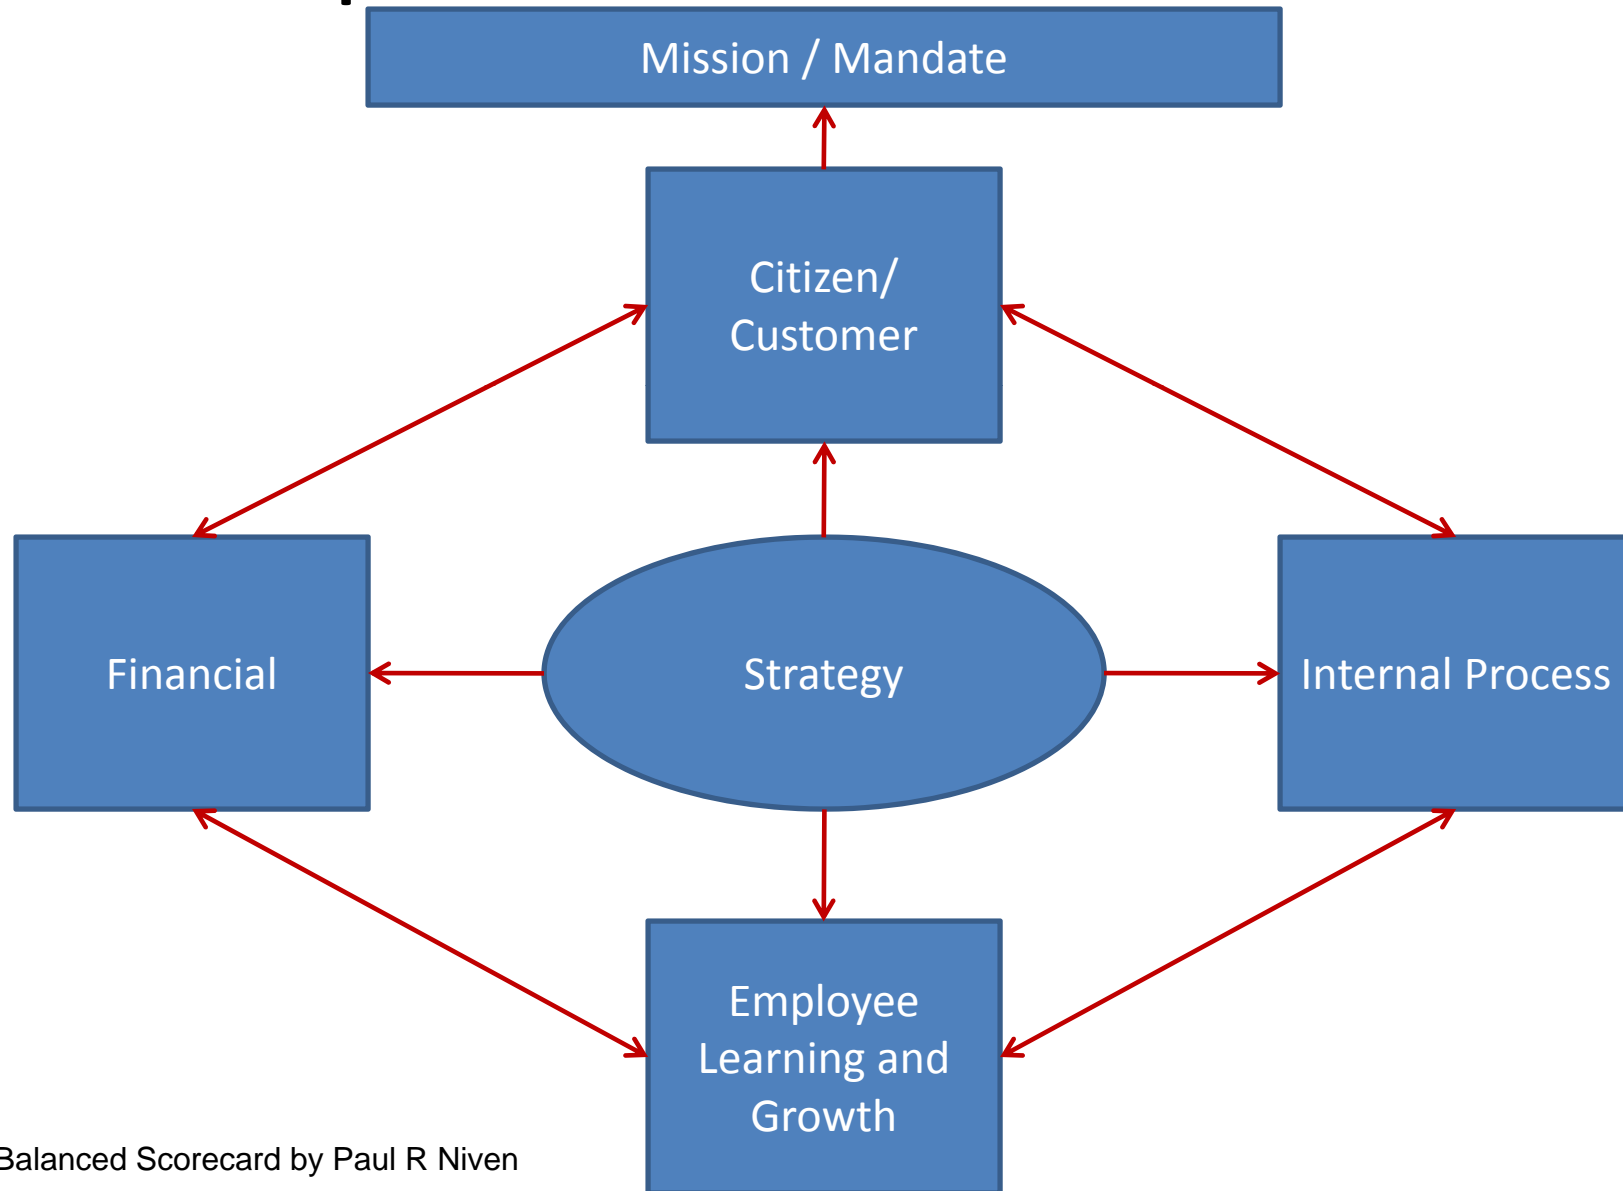 Mission / Mandate
Citizen/
Customer
Financial
Strategy
Internal Process
Employee
Learning and
Growth
Balanced Scorecard by Paul R Niven